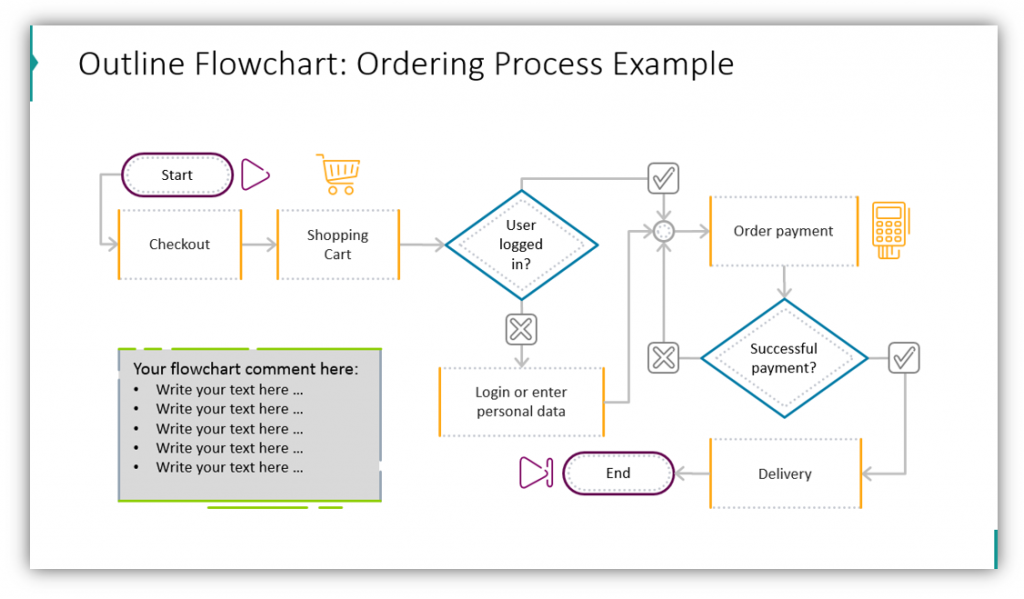 Outline Flowchart: Ordering Process Example
Start
Checkout
Shopping
Cart
User
logged
in?
Order payment
Successful
payment?
Login or enter
personal data
Your flowchart comment here:
• Write your text here ...
• Write your text here ...
• Write your text here ...
• Write your text here ...
• Write your text here ...
End
Delivery